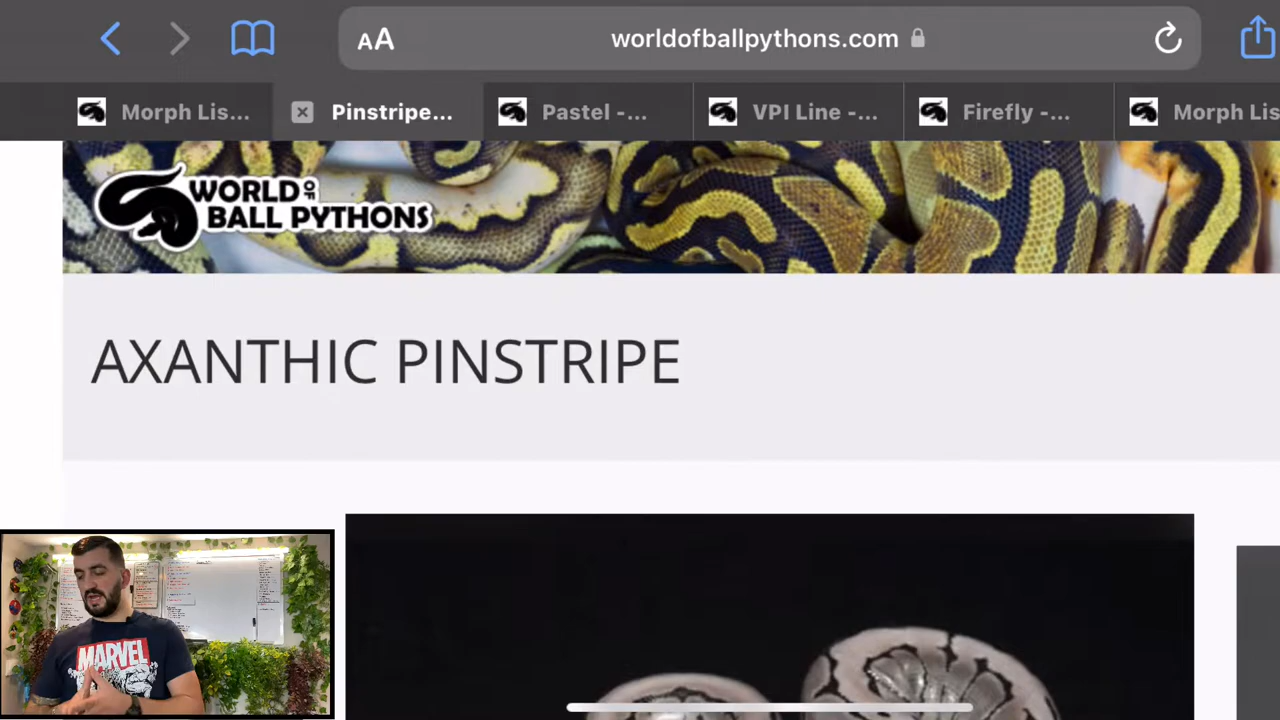 AA
worldofballpythons.com
Morph Lis...
Pinstripe...
Pastel -...
VPI Line -...
Firefly -...
Morph Lis
WORLD OF
BALL PYTHONS
AXANTHIC PINSTRIPE
MARVEL